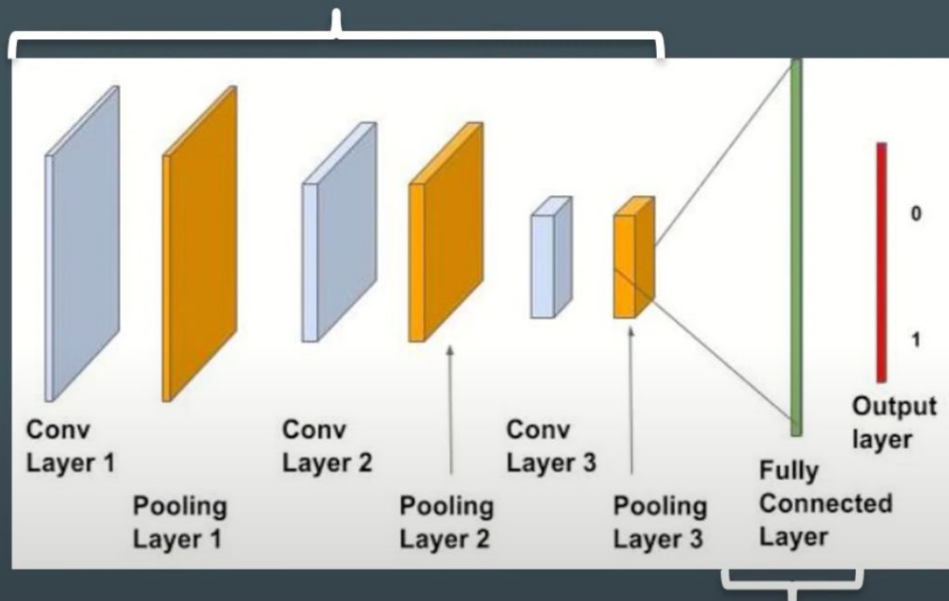 Conv
Layer 1
Pooling
Layer 1
Conv
Layer 2
Pooling
Layer 2
Conv
Layer 3
Pooling
Layer 3
Fully
Connected
Layer
0
1
Output
layer